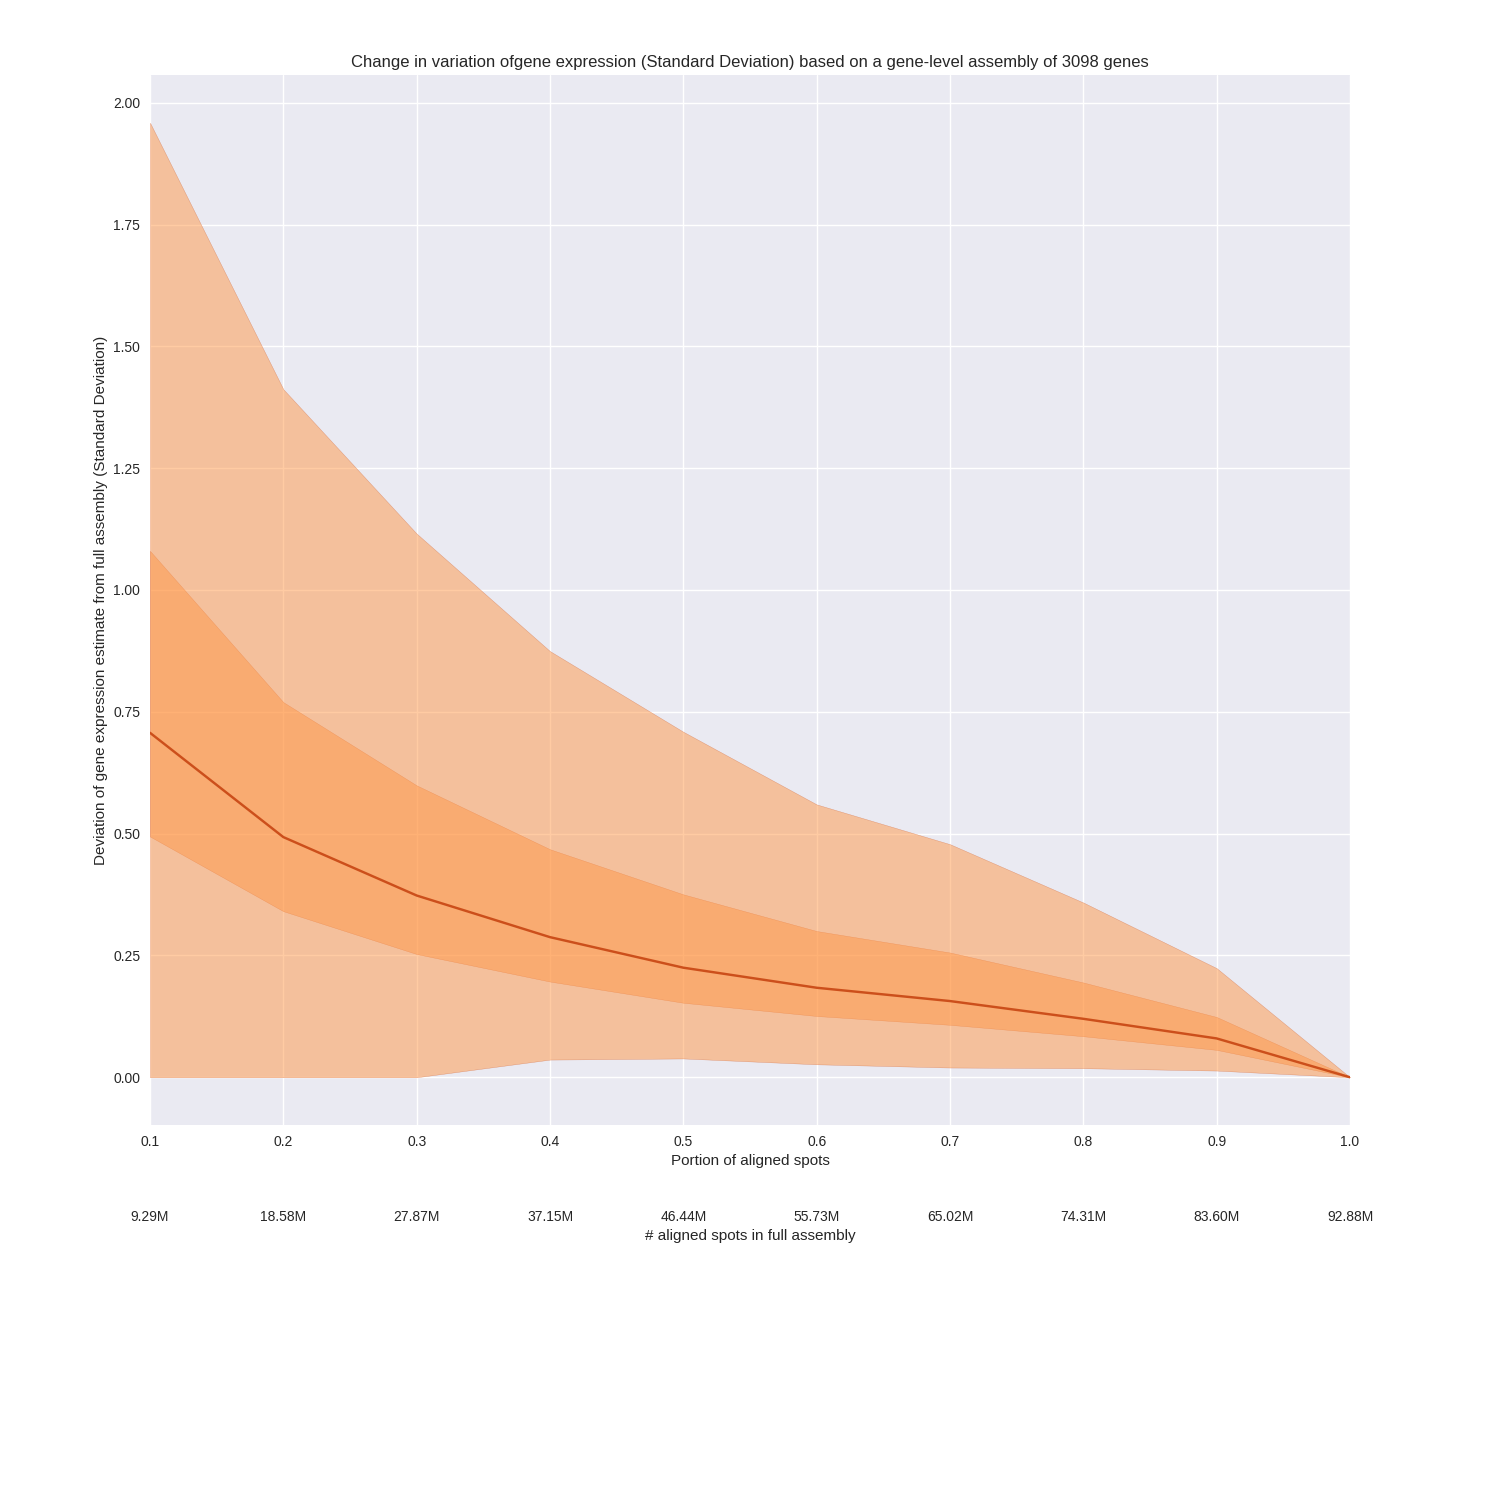 Change in variation ofgene expression (Standard Deviation) based on a gene-level assembly of 3098 genes
Deviation of gene expression estimate from full assembly (Standard Deviation)
2.00
1.75
1.50
1.25
1.00
0.75
0.50
0.25
0.00
0.1 0.2 0.3 0.4 0.5 0.6 0.7 0.8 0.9 1.0
Portion of aligned spots
9.29M 18.58M 27.87M 37.15M 46.44M 55.73M 65.02M 74.31M 83.60M 92.88M
# aligned spots in full assembly